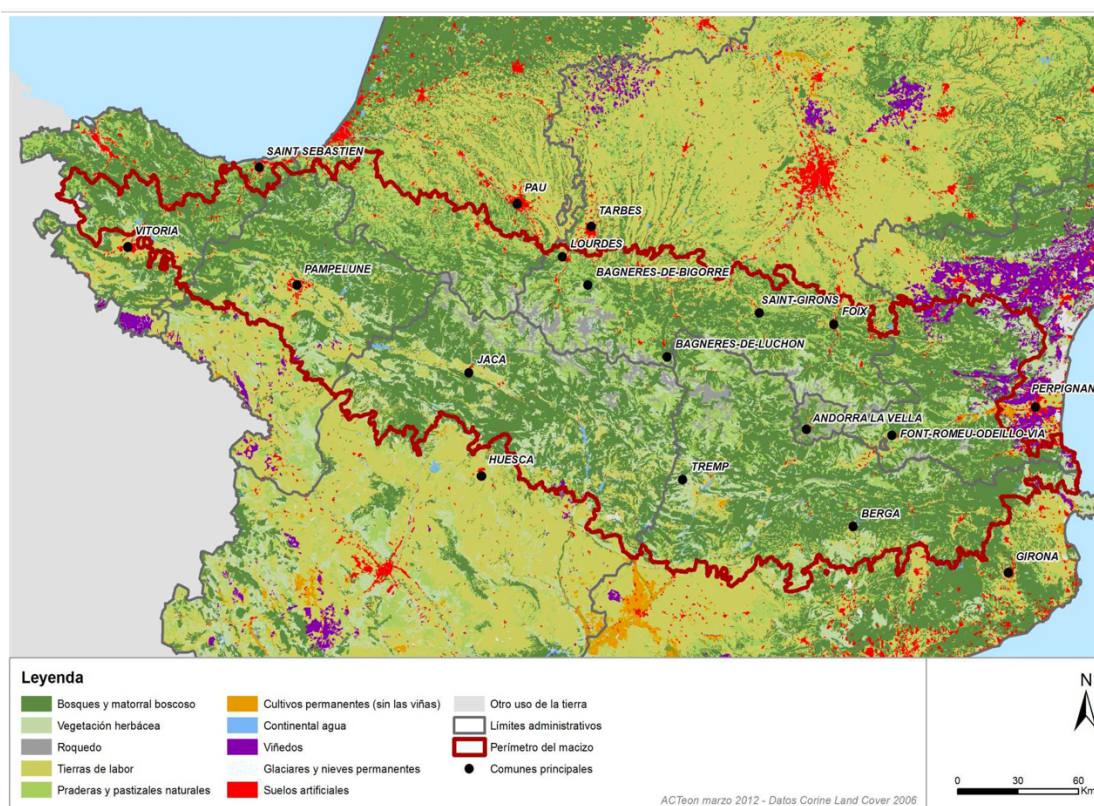 SAINT SEBASTIEN
PAU
TARBES
VITORIA
LOURDES
PAMPELUNE
BAGNERES-DE-BIGORRE
SAINT-GIRONS
FOIX
BAGNERES-DE-LUCHON
JACA
PERPIGNAN
ANDORRA LA VELLA
FONT-ROMEU-ODEILLO-VIA
HUESCA
TREMP
BERGA
GIRONA
Leyenda
Bosques y matorral boscoso
Vegetación herbácea
Roquedo
Tierras de labor
Praderas y pastizales naturales
Cultivos permanentes (sin las viñas)
Continental agua
Viñedos
Glaciares y nieves permanentes
Suelos artificiales
Otro uso de la tierra
Límites administrativos
Perímetro del macizo
Comunes principales
N
0 30 60
Km
ACTeon marzo 2012 - Datos Corine Land Cover 2006